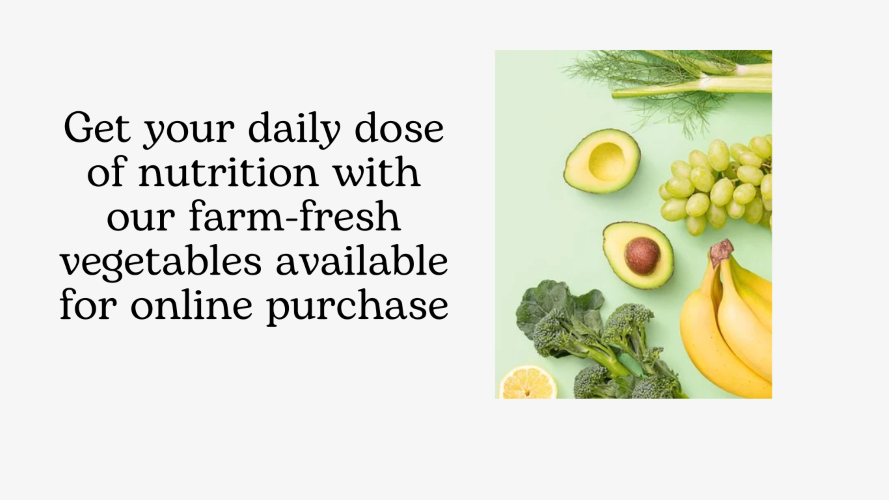 Get your daily dose
of nutrition with
our farm-fresh
vegetables available
for online purchase